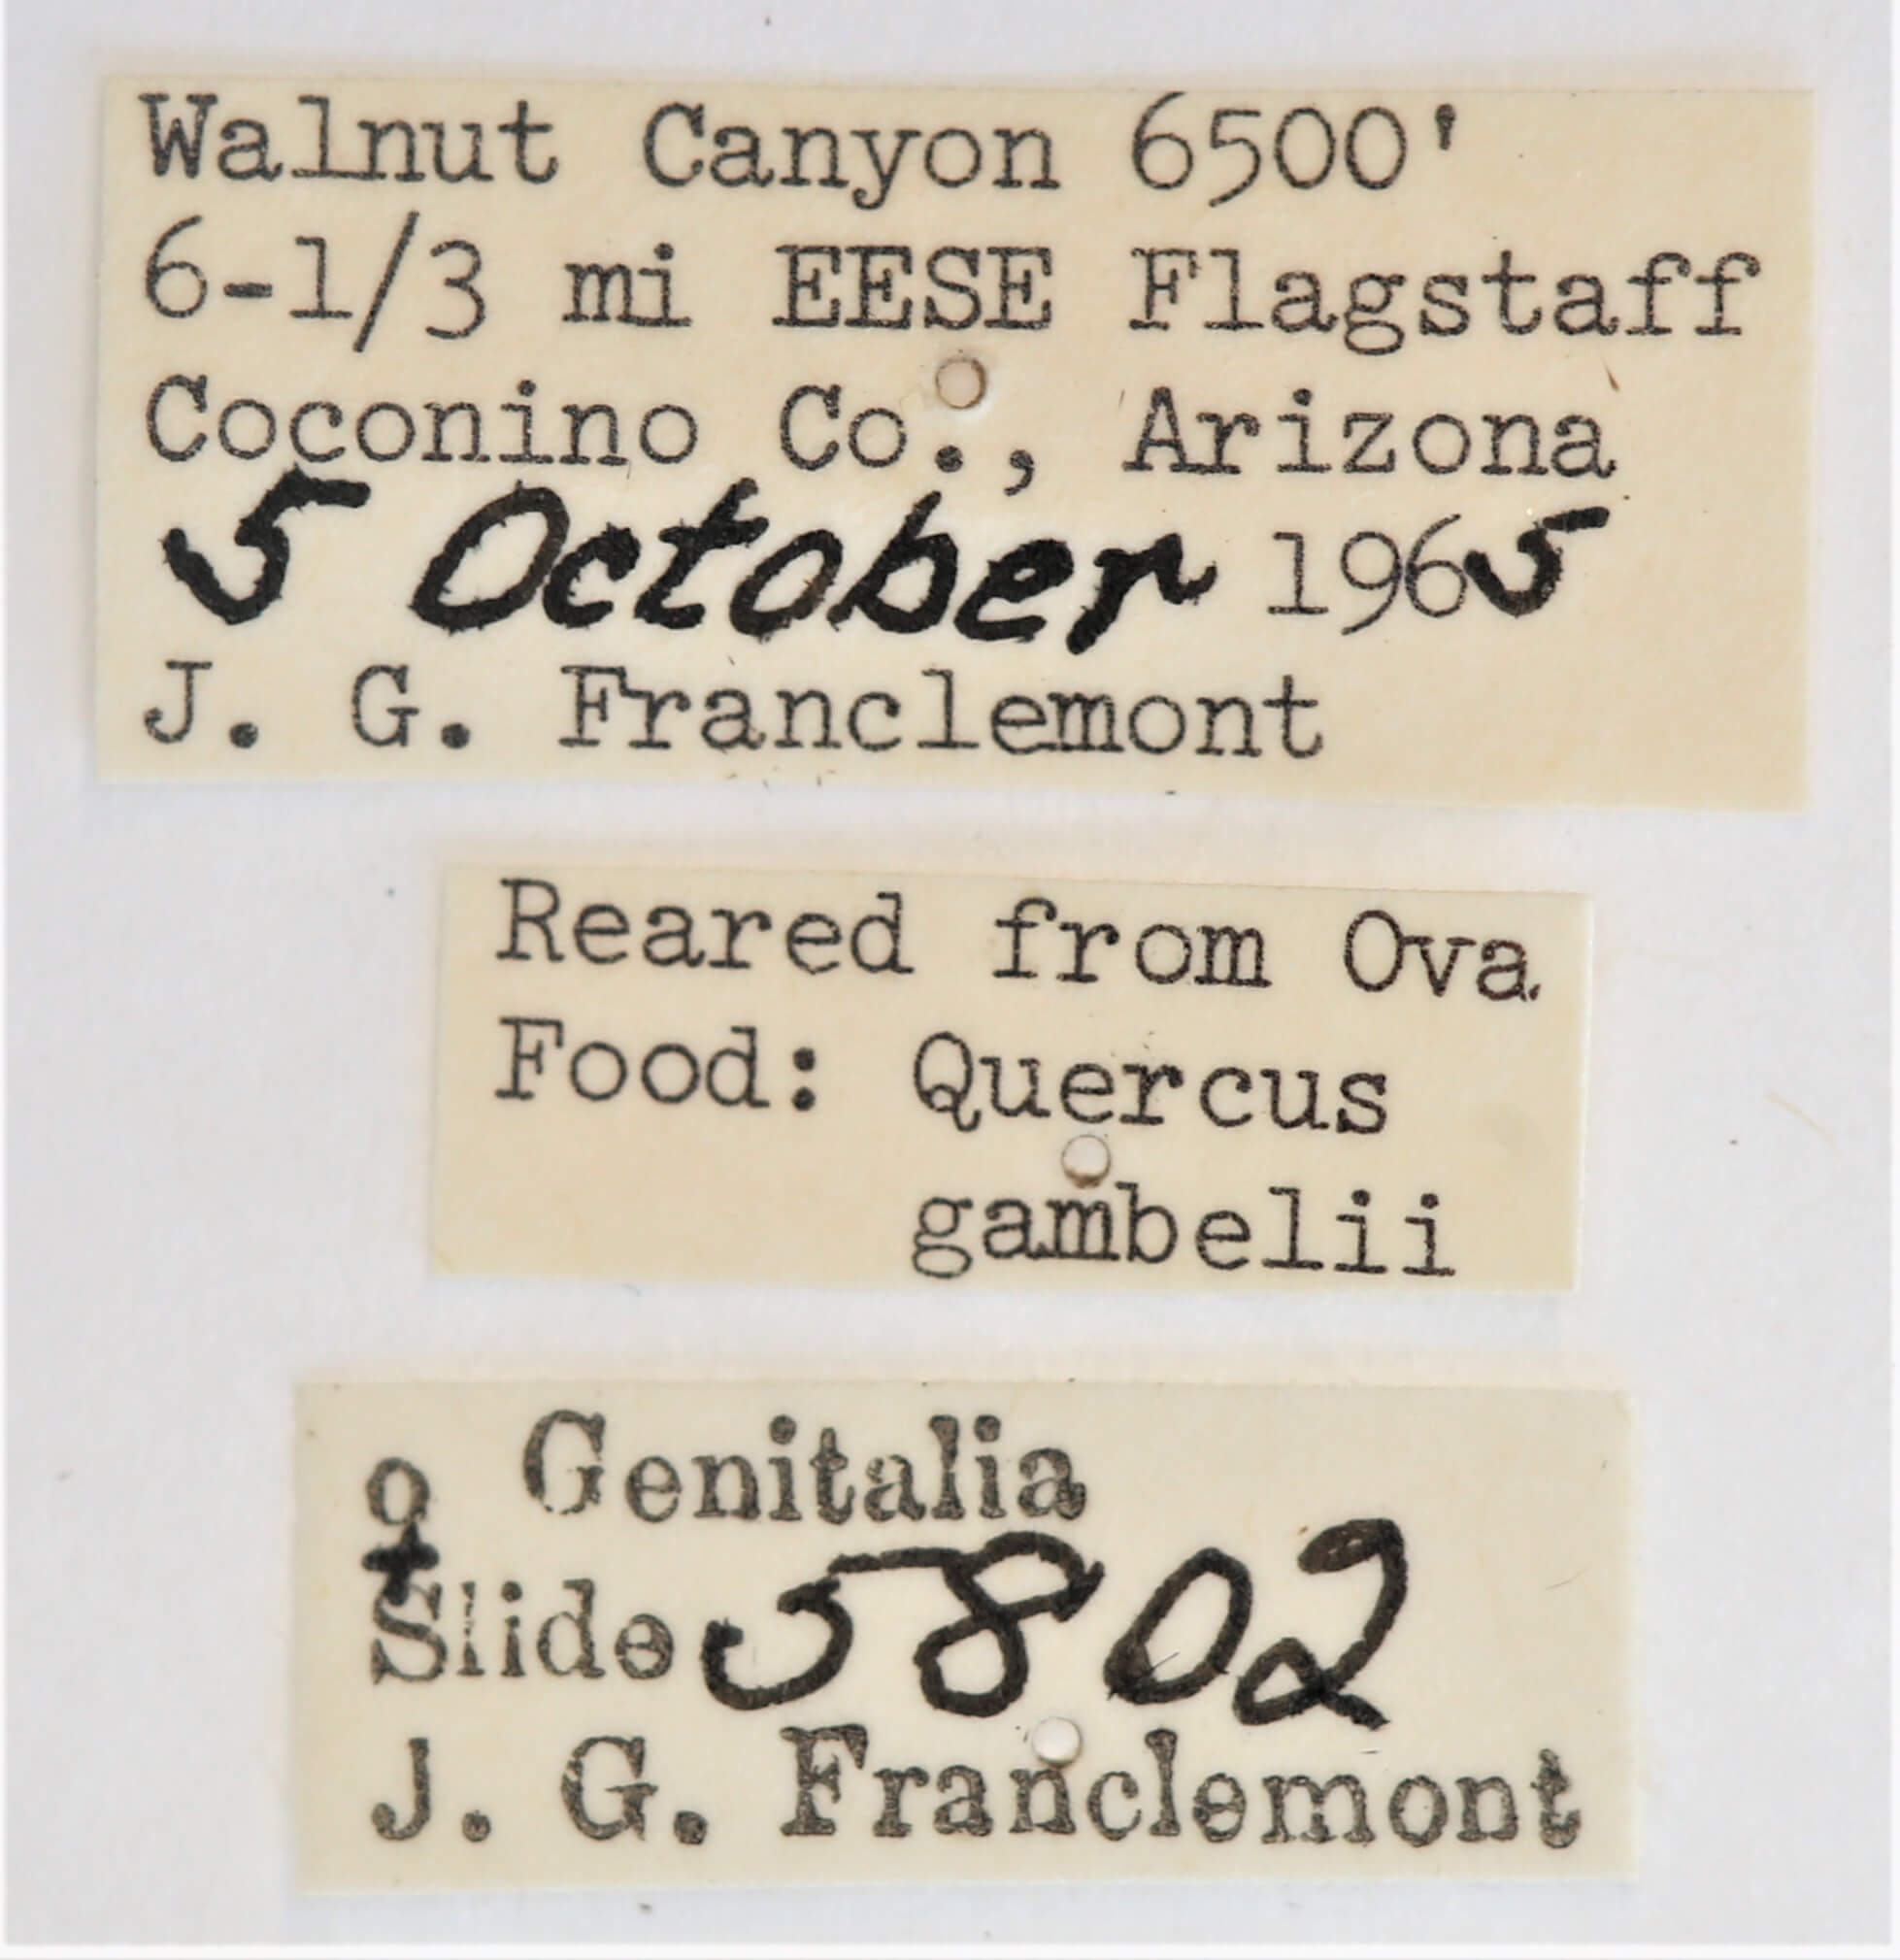 Walnut Canyon 6500'
6-1/3 mi EESE Flagstaff
Coconino Co., Arizona
5 October 1965
J. G. Franclemont
Reared from Ova
Food: Quercus
gambelii
♀ Genitalia
Slide 5802
J. G. Franclemont